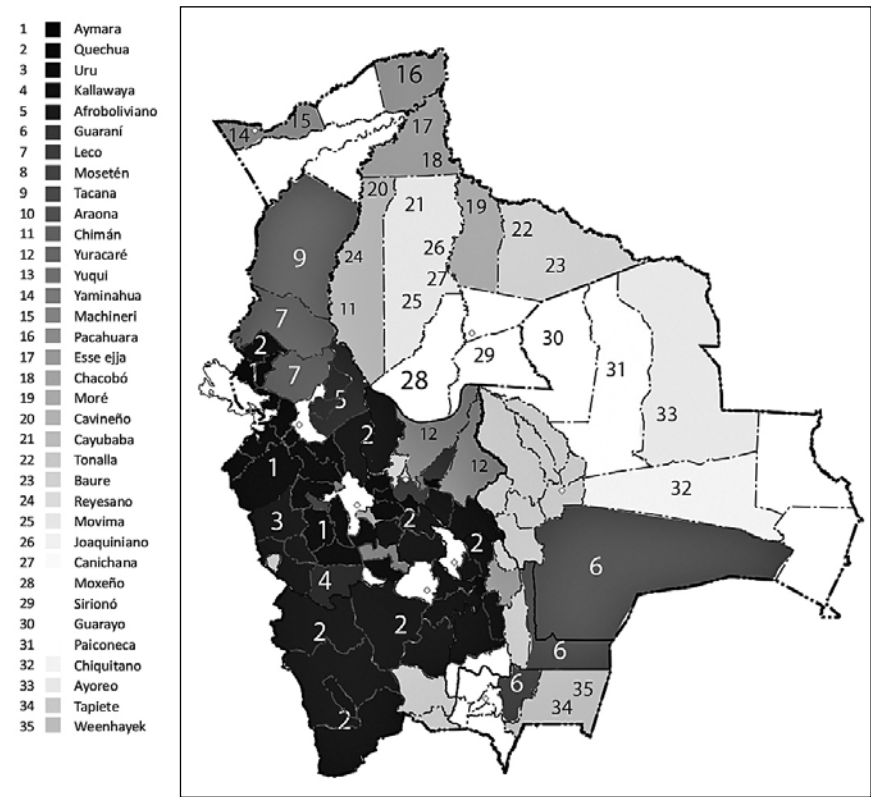 1 Aymara
2 Quechua
3 Uru
4 Kallawaya
5 Afroboliviano
6 Guaraní
7 Leco
8 Mosetén
9 Tacana
10 Araona
11 Chimán
12 Yuracaré
13 Yuqui
14 Yaminahua
15 Machineri
16 Pacahuara
17 Esse ejja
18 Chacobó
19 Moré
20 Cavineño
21 Cayubaba
22 Tonalla
23 Baure
24 Reyesano
25 Movima
26 Joaquiniano
27 Canichana
28 Moxeño
29 Sirionó
30 Guarayo
31 Paiconeca
32 Chiquitano
33 Ayoreo
34 Tapiete
35 Weenhayek
16
14 15 17
18
20 21 19 22
24 26 23
9 27
11 25
7 30
2 29 31
1 7 28
5 33
2 12
1 12 32
3 1 2 2
4 6
2 2
6
6 35
34
2